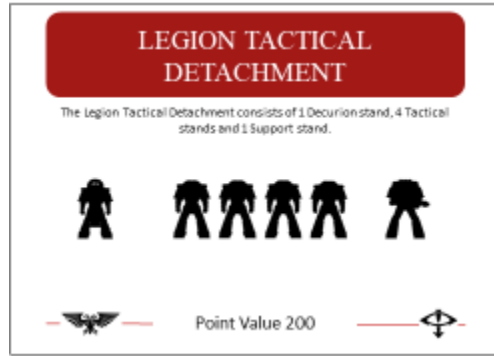 LEGION TACTICAL
DETACHMENT
The Legion Tactical Detachment consists of 1 Decurion stand, 4 Tactical
stands and 1 Support stand.
Point Value 200